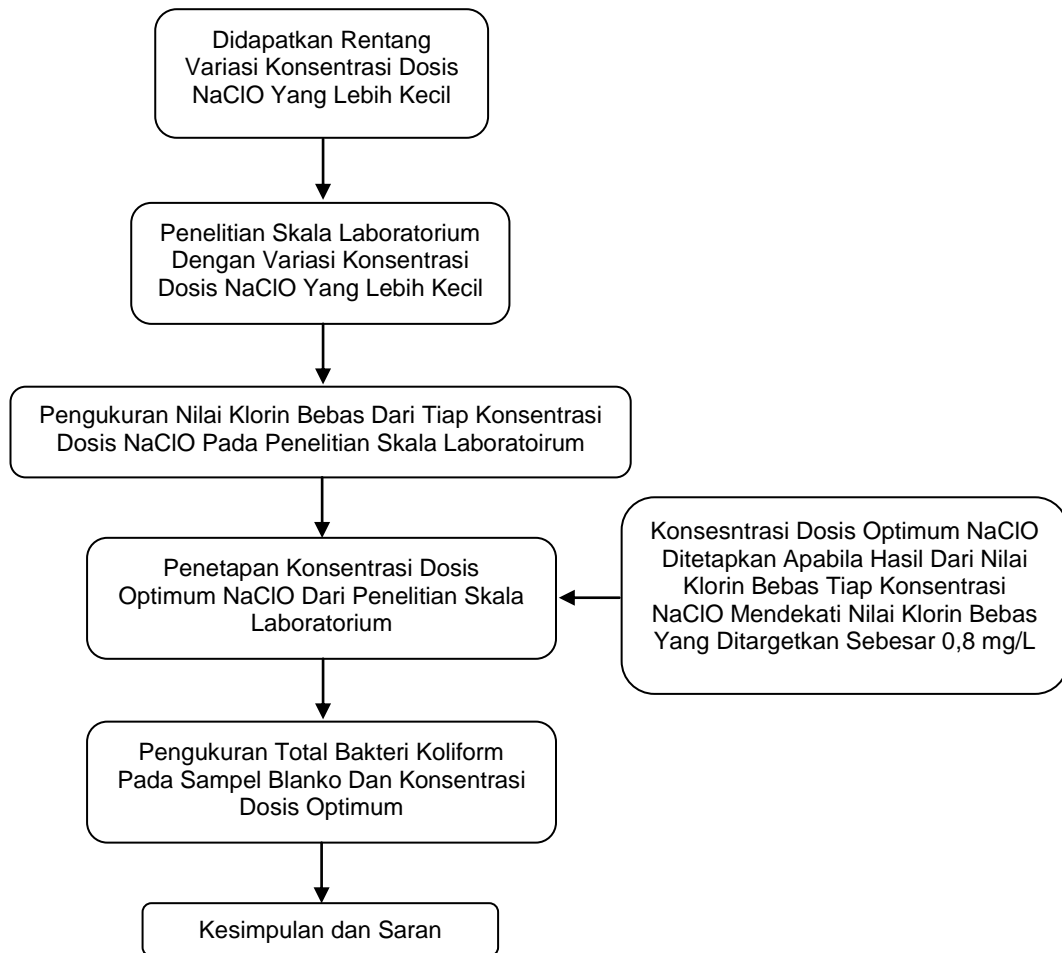 Didapatkan Rentang
Variasi Konsentrasi Dosis
NaClO Yang Lebih Kecil
Penelitian Skala Laboratorium
Dengan Variasi Konsentrasi
Dosis NaClO Yang Lebih Kecil
Pengukuran Nilai Klorin Bebas Dari Tiap Konsentrasi
Dosis NaClO Pada Penelitian Skala Laboratoirum
Penetapan Konsentrasi Dosis
Optimum NaClO Dari Penelitian Skala
Laboratorium
Konsesntrasi Dosis Optimum NaClO
Ditetapkan Apabila Hasil Dari Nilai
Klorin Bebas Tiap Konsentrasi
NaClO Mendekati Nilai Klorin Bebas
Yang Ditargetkan Sebesar 0,8 mg/L
Pengukuran Total Bakteri Koliform
Pada Sampel Blanko Dan Konsentrasi
Dosis Optimum
Kesimpulan dan Saran